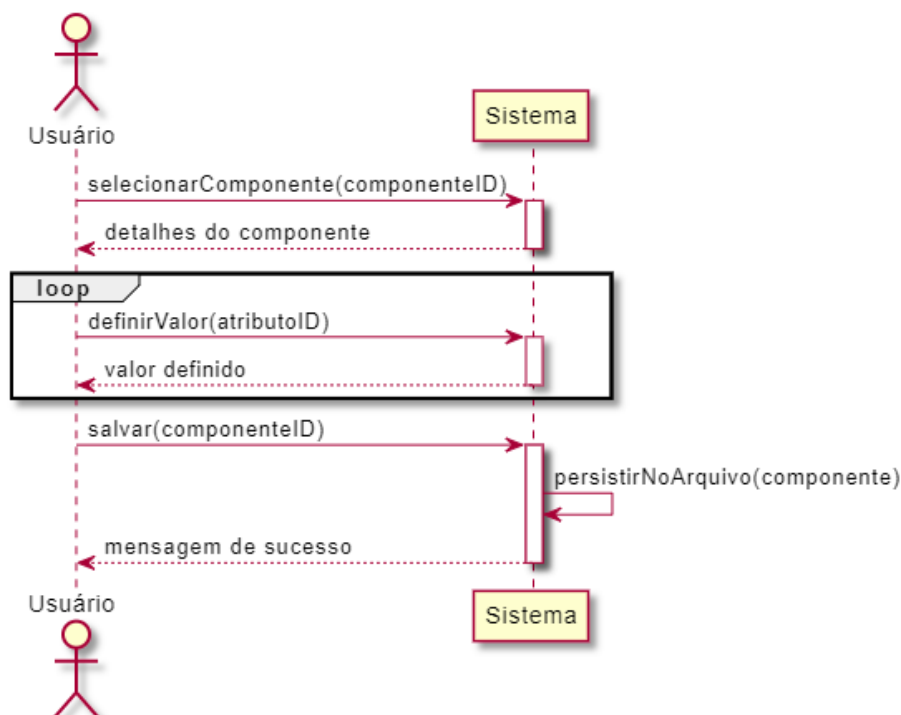 Usuário
Sistema
selecionarComponente(componenteID)
detalhes do componente
loop
definirValor(atributoID)
valor definido
salvar(componenteID)
persistirNoArquivo(componente)
mensagem de sucesso
Usuário
Sistema